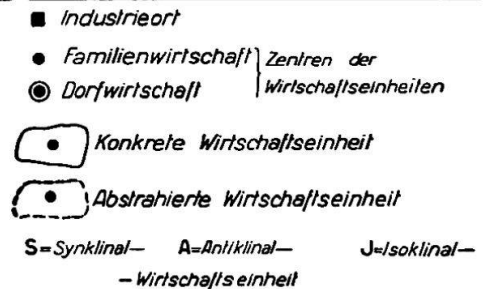 Industrieort
Familienwirtschaft
Dorfwirtschaft
Zentren der
Wirtschaftseinheiten
Konkrete Wirtschaftseinheit
Abstrahierte Wirtschaftseinheit
S=Synklinal— A=Antiklinal— J=Isoklinal—
— Wirtschaftseinheit